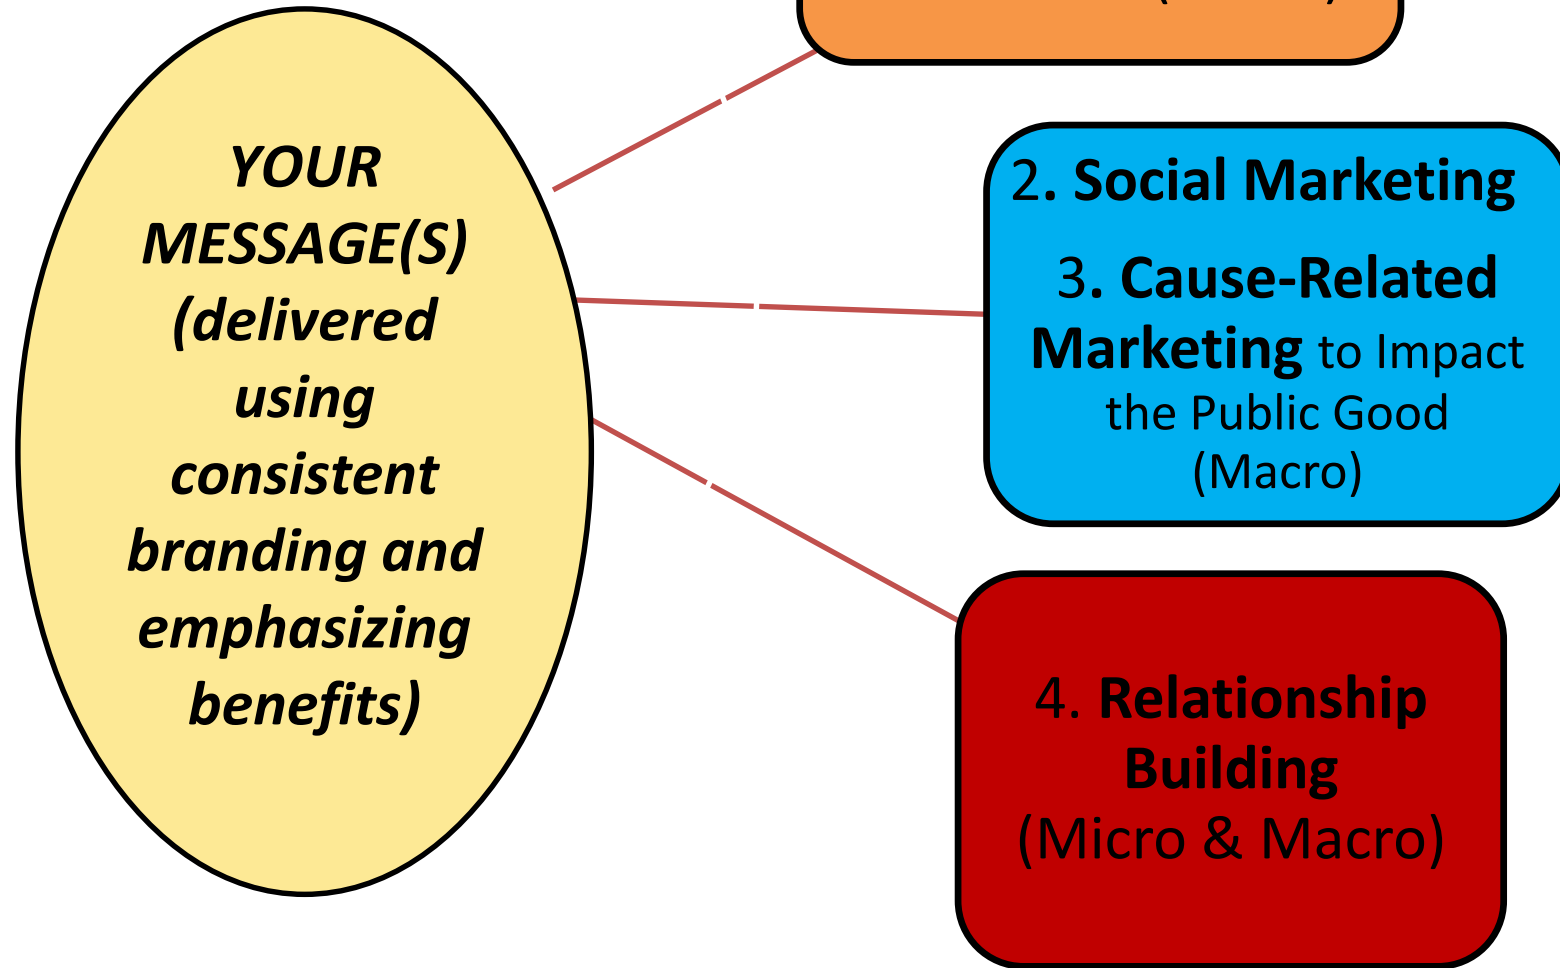 YOUR
MESSAGE(S)
(delivered
using
consistent
branding and
emphasizing
benefits)
2. Social Marketing
3. Cause-Related
Marketing to Impact
the Public Good
(Macro)
4. Relationship
Building
(Micro & Macro)